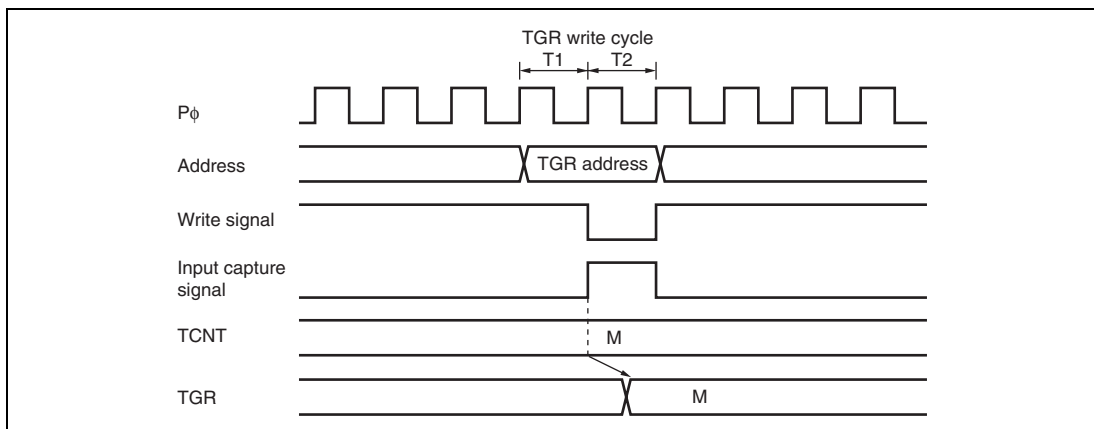 TGR write cycle
T1 T2
Pϕ
Address
TGR address
Write signal
Input capture
signal
TCNT
M
TGR
M